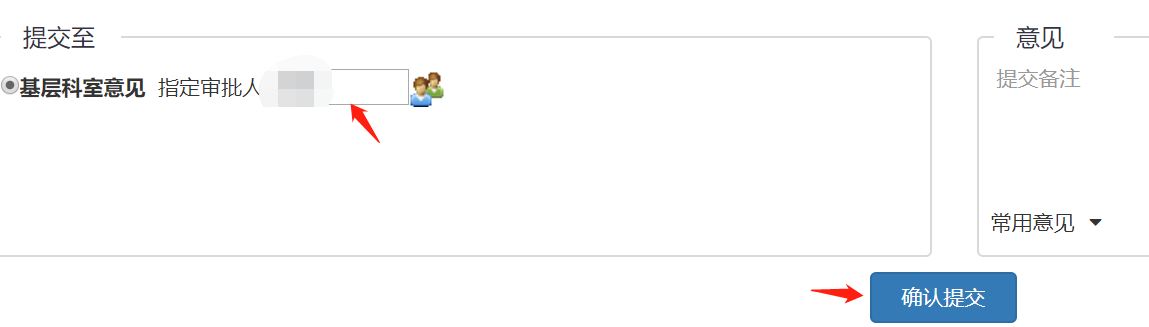 提交至
基层科室意见 指定审批人
意见
提交备注
常用意见
确认提交